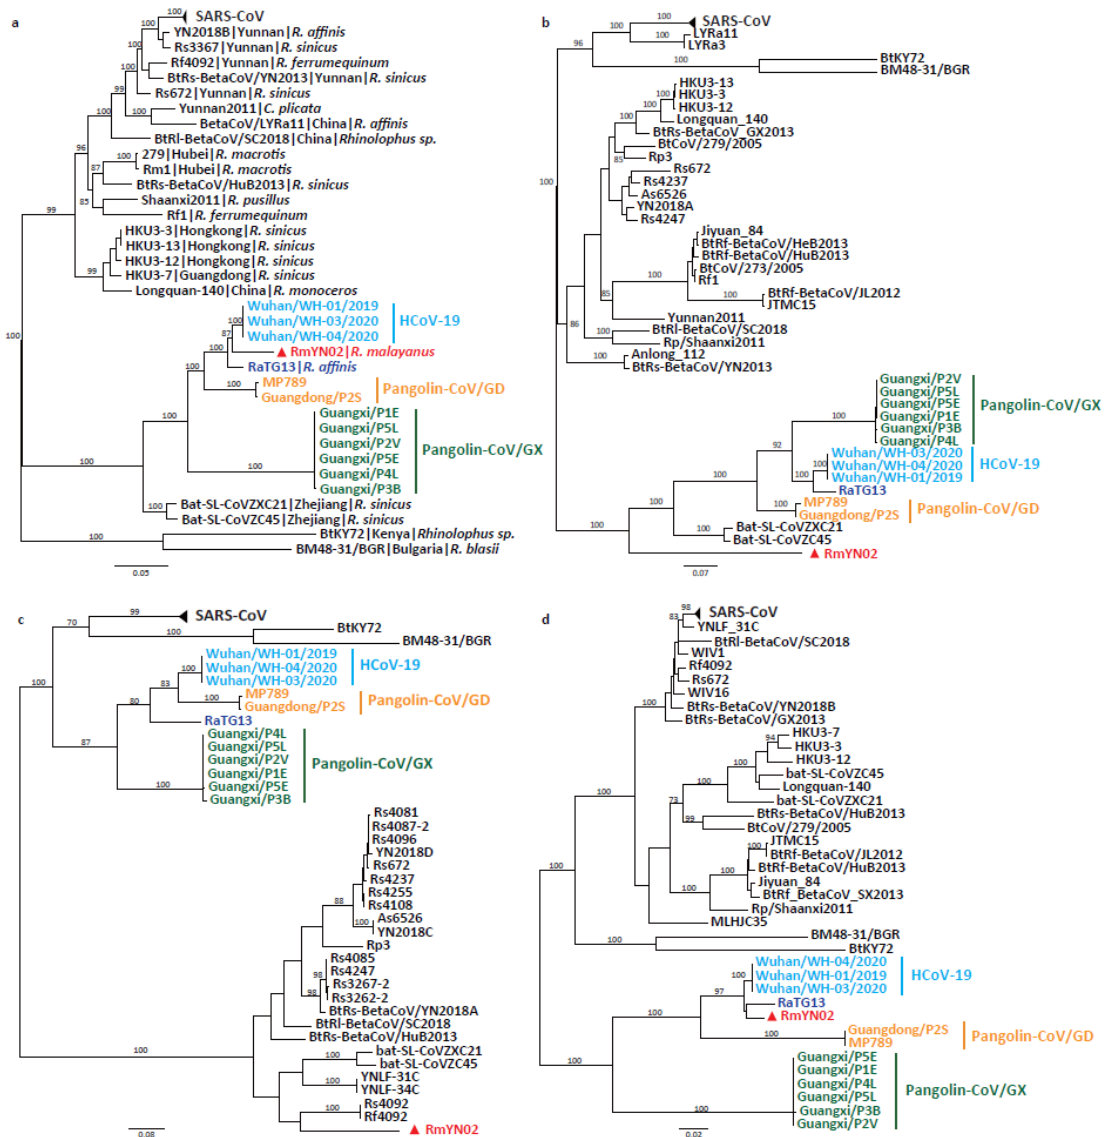 a
SARS-CoV
100
100
YN2018B|Yunnan|R. affinis
Rs3367|Yunnan|R. sinicus
100
Rf4092|Yunnan|R. ferrumequinum
BtRs-BetaCoV/YN2013|Yunnan|R. sinicus
99
Rs672|Yunnan|R. sinicus
100
Yunnan2011|C. plicata
100
BetaCoV/LYRa11|China|R. affinis
BtRl-BetaCoV/SC2018|China|Rhinolophus sp.
96
100
279|Hubei|R. macrotis
Rm1|Hubei|R. macrotis
87
BtRs-BetaCoV/HuB2013|R. sinicus
85
Shaanxi2011|R. pusillus
Rf1|R. ferrumequinum
99
HKU3-3|Hongkong|R. sinicus
HKU3-13|Hongkong|R. sinicus
HKU3-12|Hongkong|R. sinicus
99
HKU3-7|Guangdong|R. sinicus
Longquan-140|China|R. monoceros
Wuhan/WH-01/2019
100
Wuhan/WH-03/2020
HCoV-19
87
Wuhan/WH-04/2020
100
RmYN02|R. malayanus
RaTG13|R. affinis
100
100
MP789
Guangdong/P2S
Pangolin-CoV/GD
100
Guangxi/P1E
Guangxi/P5L
Guangxi/P2V
Pangolin-CoV/GX
Guangxi/P5E
100
100
Guangxi/P4L
Guangxi/P3B
100
Bat-SL-CoVZXC21|Zhejiang|R. sinicus
Bat-SL-CoVZC45|Zhejiang|R. sinicus
100
BtKY72|Kenya|Rhinolophus sp.
BM48-31/BGR|Bulgaria|R. blasii
0.05
b
SARS-CoV
100
LYRa11
100
LYRa3
96
BtKY72
100
BM48-31/BGR
HKU3-13
HKU3-3
100
HKU3-12
100
Longquan_140
100
BtRs-BetaCoV_GX2013
BtCoV/279/2005
85
Rp3
Rs672
Rs4237
As6526
YN2018A
Rs4247
100
Jiyuan_84
BtRf-BetaCoV/HeB2013
100
BtRf-BetaCoV/HuB2013
BtCoV/273/2005
100
Rf1
BtRf-BetaCoV/JL2012
100
JTMC15
85
Yunnan2011
86
BtRl-BetaCoV/SC2018
100
Rp/Shaanxi2011
Anlong_112
100
BtRs-BetaCoV/YN2013
Guangxi/P2V
Guangxi/P5L
Guangxi/P5E
Pangolin-CoV/GX
100
Guangxi/P1E
Guangxi/P3B
Guangxi/P4L
92
Wuhan/WH-03/2020
100
Wuhan/WH-04/2020
HCoV-19
100
Wuhan/WH-01/2019
RaTG13
100
MP789
100
Guangdong/P2S
Pangolin-CoV/GD
100
Bat-SL-CoVZXC21
100
Bat-SL-CoVZC45
RmYN02
0.07
c
99
SARS-CoV
70
BtKY72
100
BM48-31/BGR
100
Wuhan/WH-01/2019
100
Wuhan/WH-04/2020
HCoV-19
83
Wuhan/WH-03/2020
80
100
MP789
Guangdong/P2S
Pangolin-CoV/GD
RaTG13
87
Guangxi/P4L
Guangxi/P5L
Guangxi/P2V
Pangolin-CoV/GX
Guangxi/P1E
100
Guangxi/P5E
Guangxi/P3B
Rs4081
Rs4087-2
Rs4096
YN2018D
Rs672
Rs4237
88
Rs4255
Rs4108
As6526
100
YN2018C
Rp3
Rs4085
98
Rs4247
Rs3267-2
98
Rs3262-2
BtRs-BetaCoV/YN2018A
BtRl-BetaCoV/SC2018
BtRs-BetaCoV/HuB2013
100
bat-SL-CoVZXC21
100
bat-SL-CoVZC45
YNLF-31C
100
YNLF-34C
Rs4092
100
Rf4092
RmYN02
0.08
d
98
SARS-CoV
83
YNLF_31C
BtRl-BetaCoV/SC2018
WIV1
Rf4092
Rs672
WIV16
BtRs-BetaCoV/YN2018B
BtRs-BetaCoV/GX2013
HKU3-7
94
HKU3-3
100
HKU3-12
100
bat-SL-CoVZC45
Longquan-140
73
bat-SL-CoVZXC21
BtRs-BetaCoV/HuB2013
99
BtCoV/279/2005
JTMC15
100
BtRf-BetaCoV/JL2012
100
BtRf-BetaCoV/HuB2013
Jiyuan_84
100
BtRf_BetaCoV_SX2013
Rp/Shaanxi2011
MLHJC35
100
100
BM48-31/BGR
100
BtKY72
Wuhan/WH-04/2020
100
Wuhan/WH-01/2019
HCoV-19
97
Wuhan/WH-03/2020
RaTG13
100
RmYN02
100
Guangdong/P2S
MP789
Pangolin-CoV/GD
100
Guangxi/P5E
Guangxi/P1E
Guangxi/P4L
Pangolin-CoV/GX
Guangxi/P5L
100
Guangxi/P3B
Guangxi/P2V
0.02